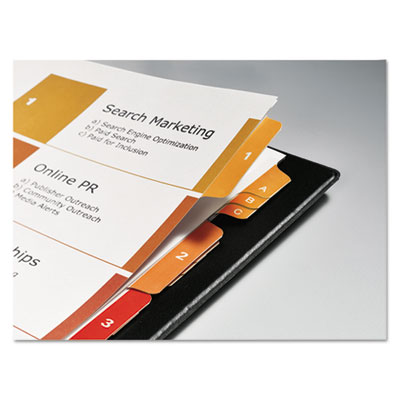 1
Search Marketing
a) Search Engine Optimization
b) Paid Search
c) Paid for Inclusion
1
A
B
C
Online PR
a) Publisher Outreach
b) Community Outreach
Media Alerts
2
hips
3